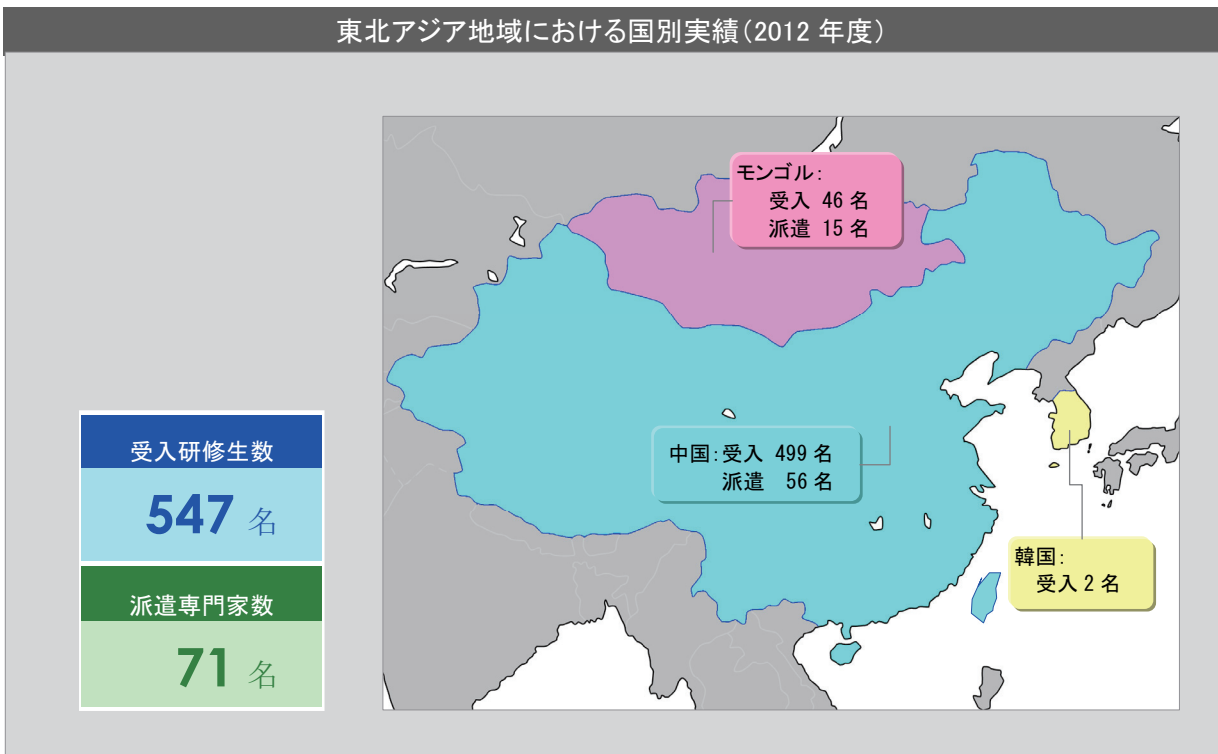 東北アジア地域における国別実績(2012 年度)
モンゴル:
受入 46 名
派遣 15 名
中国:受入 499 名
派遣 56 名
韓国:
受入 2 名
受入研修生数
547 名
派遣専門家数
71 名